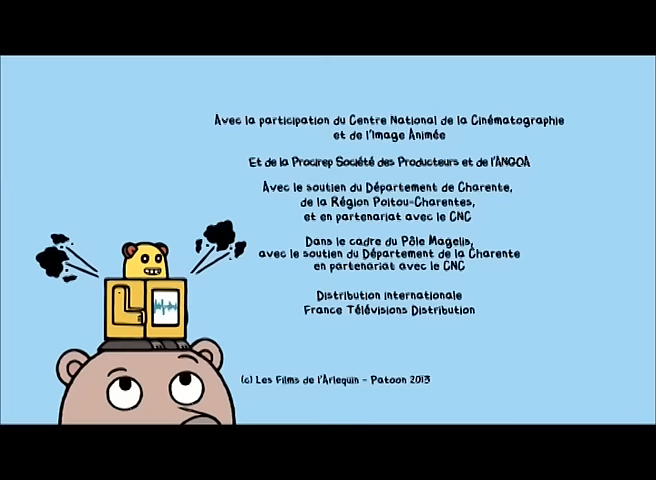 Avec la participation du Centre National de la Cinématographie
et de l'Image Animée
Et de la Procirep Société des Producteurs et de l'ANGOA
Avec le soutien du Département de Charente,
de la Région Poitou-Charentes,
et en partenariat avec le CNC
Dans le cadre du Pôle Magelis,
avec le soutien du Département de la Charente
en partenariat avec le CNC
Distribution internationale
France Télévisions Distribution
(c) Les Films de l'Arlequin - Patoon 2013